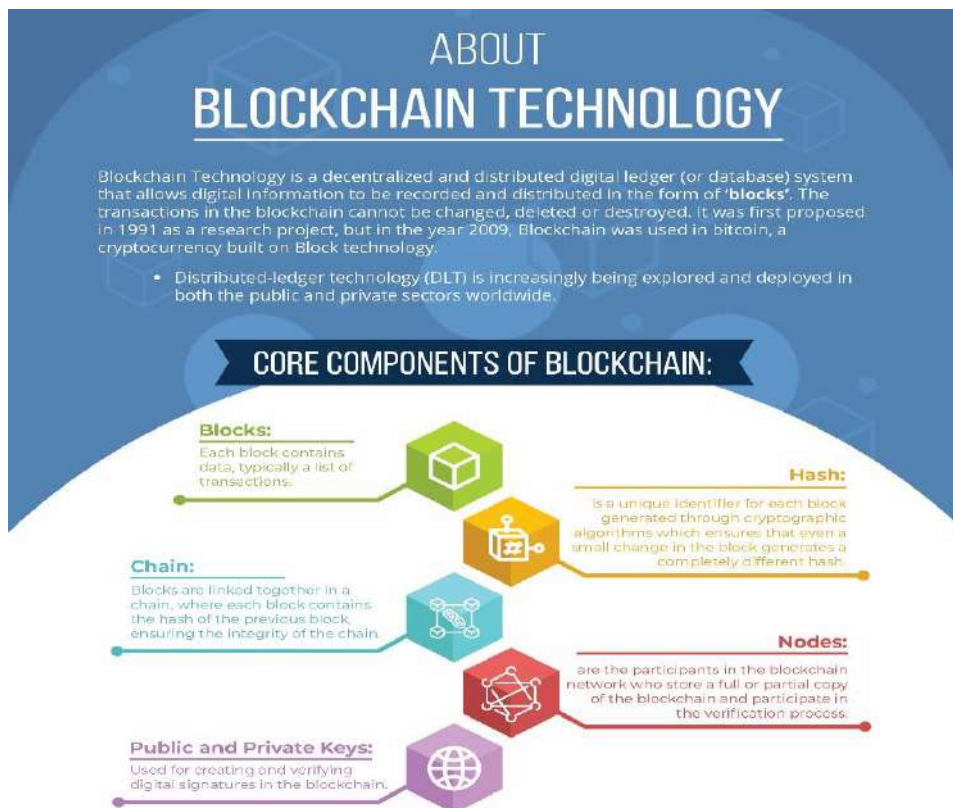 ABOUT
BLOCKCHAIN TECHNOLOGY
Blockchain Technology is a decentralized and distributed digital ledger (or database) system
that allows digital information to be recorded and distributed in the form of 'blocks'. The
transactions in the blockchain cannot be changed, deleted or destroyed. It was first proposed
in 1991 as a research project, but in the year 2009, Blockchain was used in bitcoin, a
cryptocurrency built on Block technology.
• Distributed-ledger technology (DLT) is increasingly being explored and deployed in
both the public and private sectors worldwide.
CORE COMPONENTS OF BLOCKCHAIN:
Blocks:
Each block contains
data, typically a list of
transactions.
Hash:
is a unique identifier for each block
generated through cryptographic
algorithms which ensures that even a
small change in the block generates a
completely different hash.
#
Chain:
Blocks are linked together in a
chain, where each block contains
the hash of the previous block,
ensuring the integrity of the chain.
Nodes:
are the participants in the blockchain
network who store a full or partial copy
of the blockchain and participate in
the verification process.
Public and Private Keys:
Used for creating and verifying
digital signatures in the blockchain.